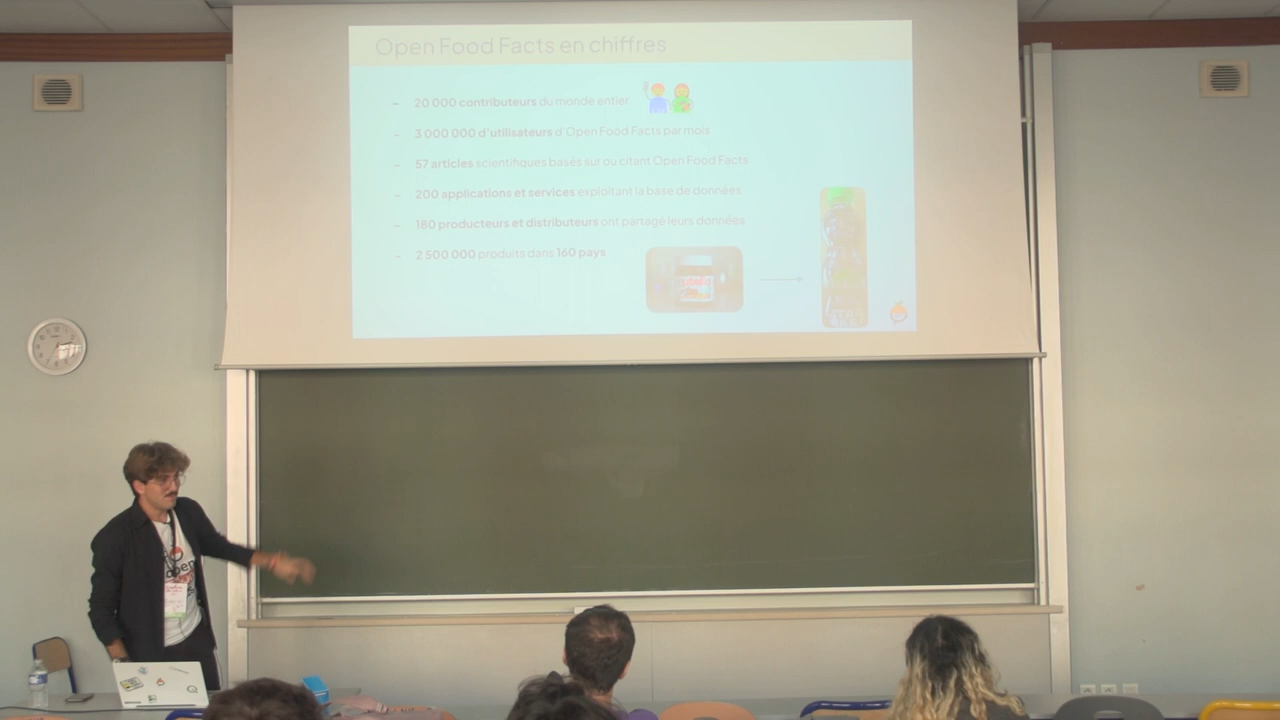 Open Food Facts en chiffres
- 20 000 contributeurs du monde entier
- 3 000 000 d'utilisateurs d'Open Food Facts par mois
- 57 articles scientifiques basés sur ou citant Open Food Facts
- 200 applications et services exploitant la base de données
- 180 producteurs et distributeurs ont partagé leurs données
- 2 500 000 produits dans 160 pays
open